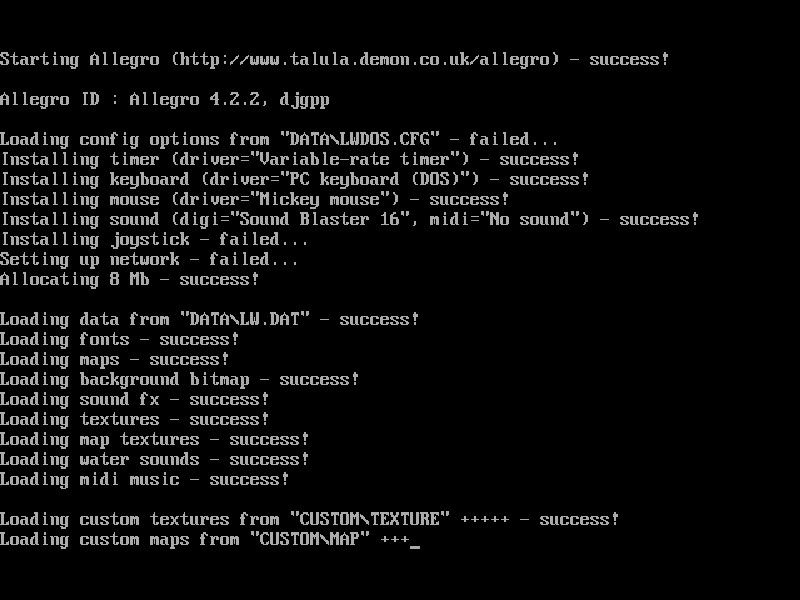 Starting Allegro (http://www.talula.demon.co.uk/allegro) - success!
Allegro ID : Allegro 4.2.2, djgpp
Loading config options from "DATA\LWDOS.CFG" - failed...
Installing timer (driver="Variable-rate timer") - success!
Installing keyboard (driver="PC keyboard (DOS)") - success!
Installing mouse (driver="Mickey mouse") - success!
Installing sound (digi="Sound Blaster 16", midi="No sound") - success!
Installing joystick - failed...
Setting up network - failed...
Allocating 8 Mb - success!
Loading data from "DATA\LW.DAT" - success!
Loading fonts - success!
Loading maps - success!
Loading background bitmap - success!
Loading sound fx - success!
Loading textures - success!
Loading map textures - success!
Loading water sounds - success!
Loading midi music - success!
Loading custom textures from "CUSTOM\TEXTURE" +++++ - success!
Loading custom maps from "CUSTOM\MAP" +++_